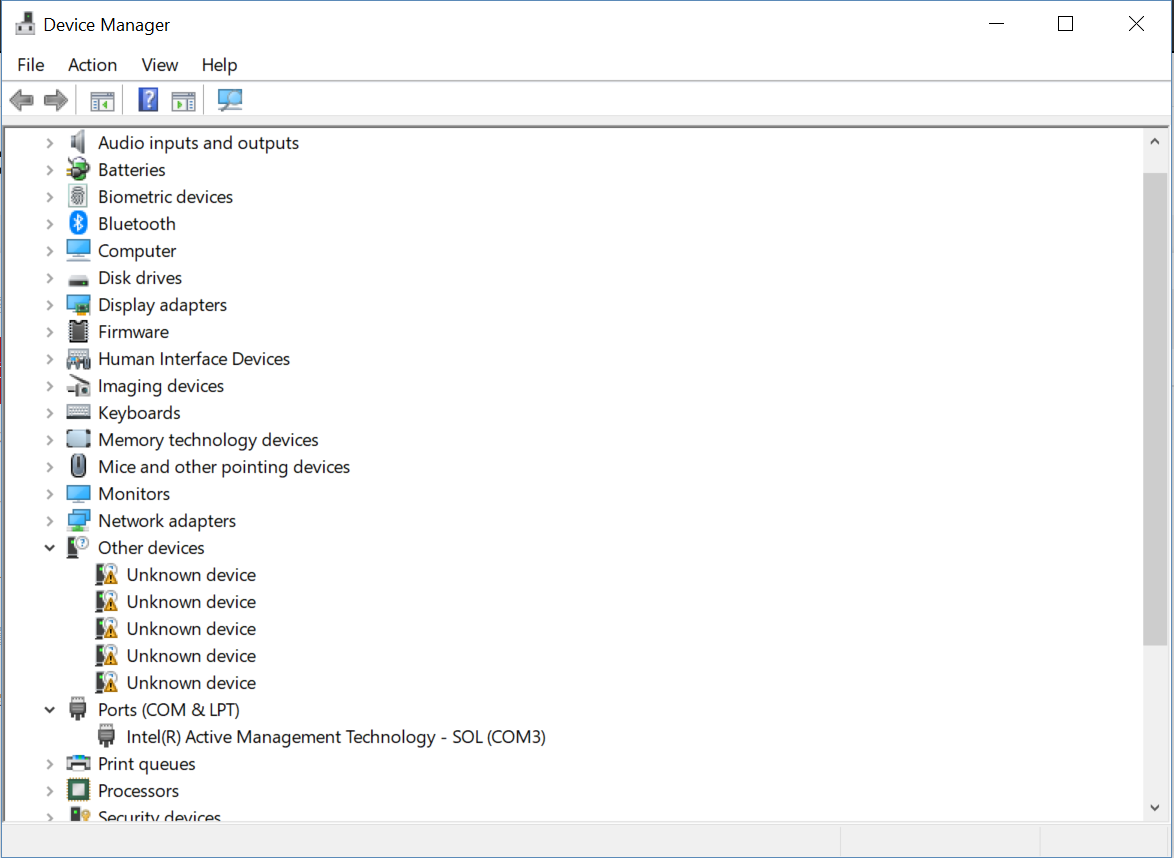 Device Manager
File Action View Help
Audio inputs and outputs
Batteries
Biometric devices
Bluetooth
Computer
Disk drives
Display adapters
Firmware
Human Interface Devices
Imaging devices
Keyboards
Memory technology devices
Mice and other pointing devices
Monitors
Network adapters
Other devices
Unknown device
Unknown device
Unknown device
Unknown device
Unknown device
Ports (COM & LPT)
Intel(R) Active Management Technology - SOL (COM3)
Print queues
Processors
Security devices